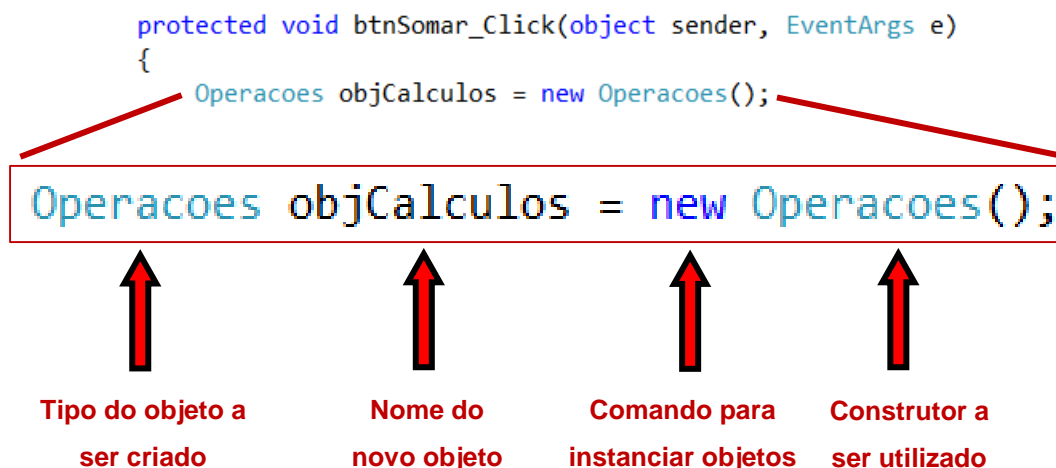 protected void btnSomar_Click(object sender, EventArgs e)
{
Operacoes objCalculos = new Operacoes();
Operacoes objCalculos = new Operacoes();
Tipo do objeto a
ser criado
Nome do
novo objeto
Comando para
instanciar objetos
Construtor a
ser utilizado